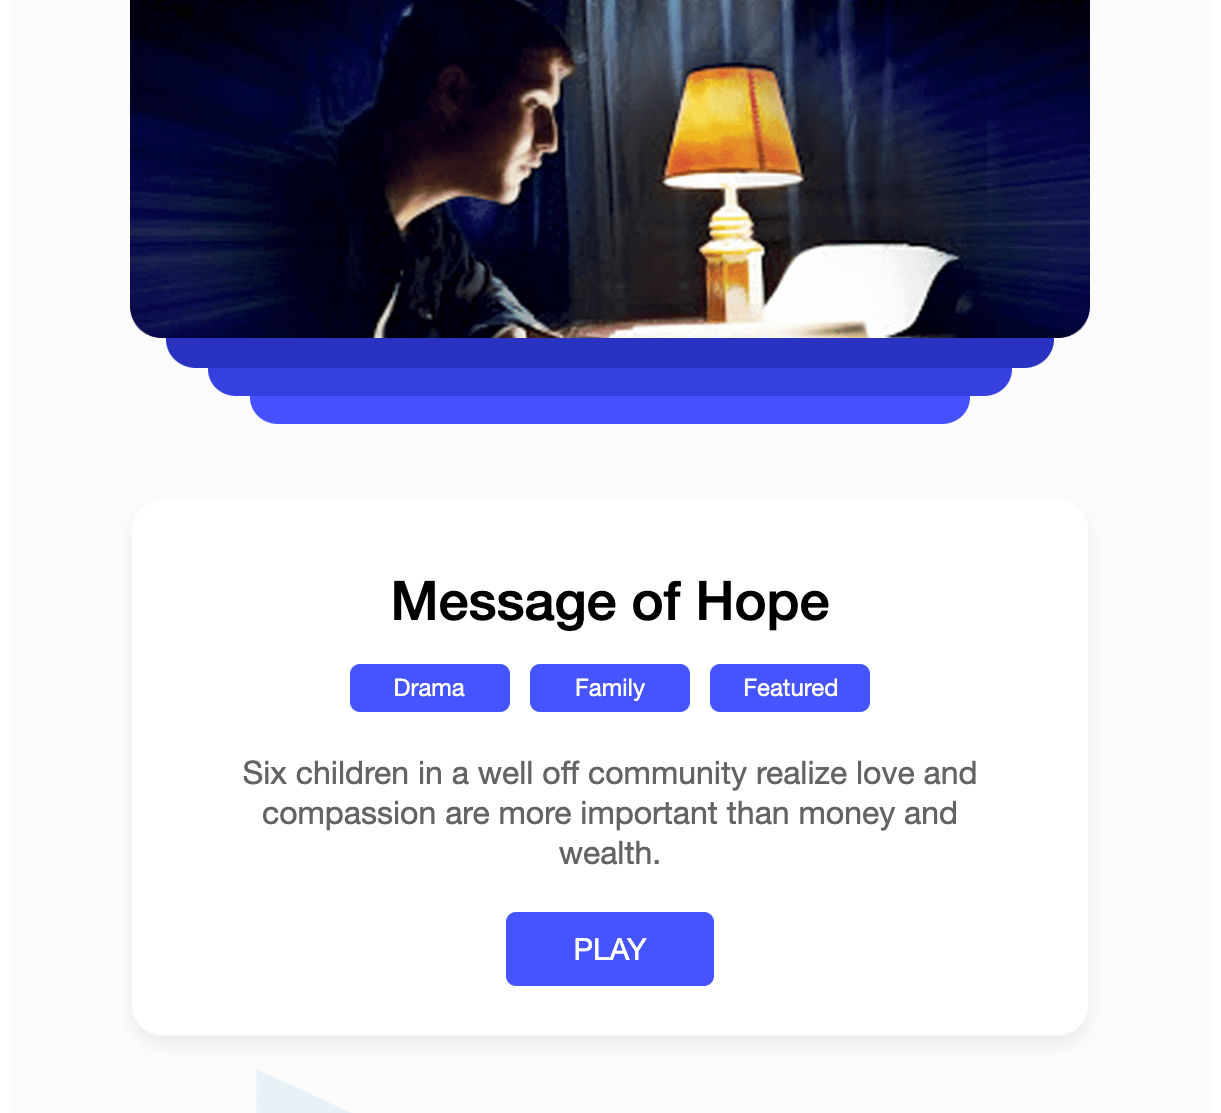 Message of Hope
Drama Family Featured
Six children in a well off community realize love and
compassion are more important than money and
wealth.
PLAY